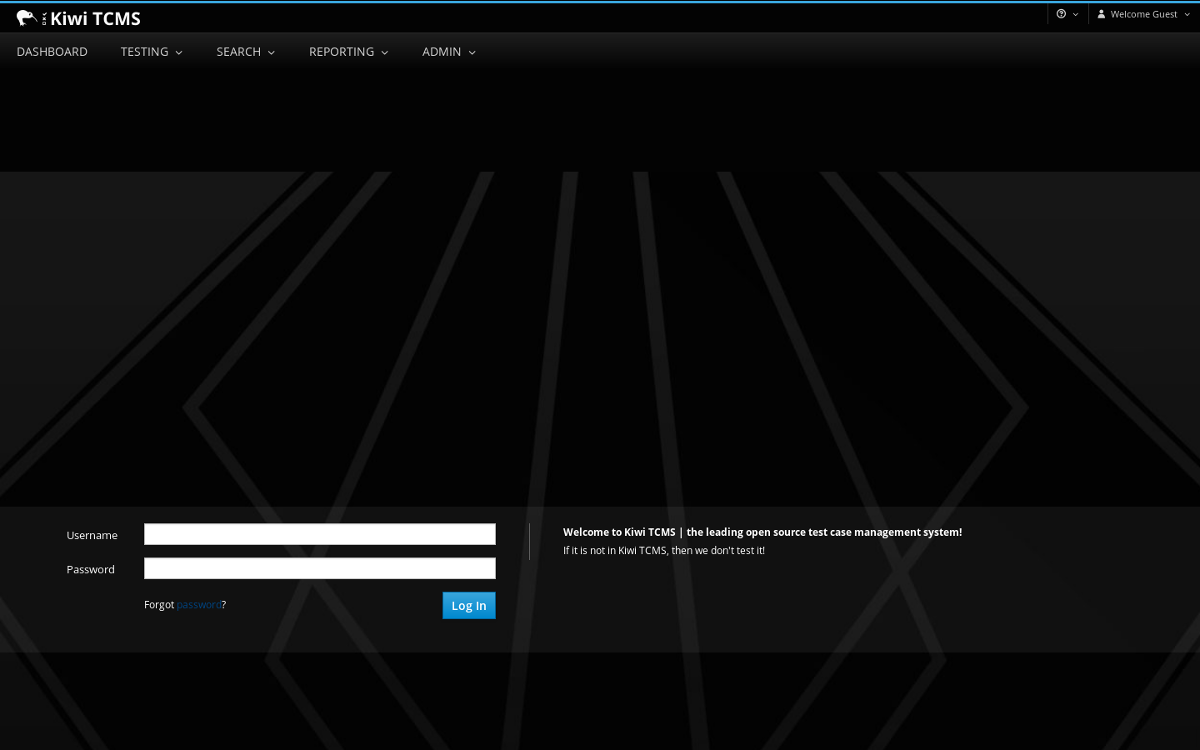 Kiwi TCMS
Welcome Guest
DASHBOARD TESTING SEARCH REPORTING ADMIN
Username
Password
Forgot password?
Log In
Welcome to Kiwi TCMS | the leading open source test case management system!
If it is not in Kiwi TCMS, then we don't test it!